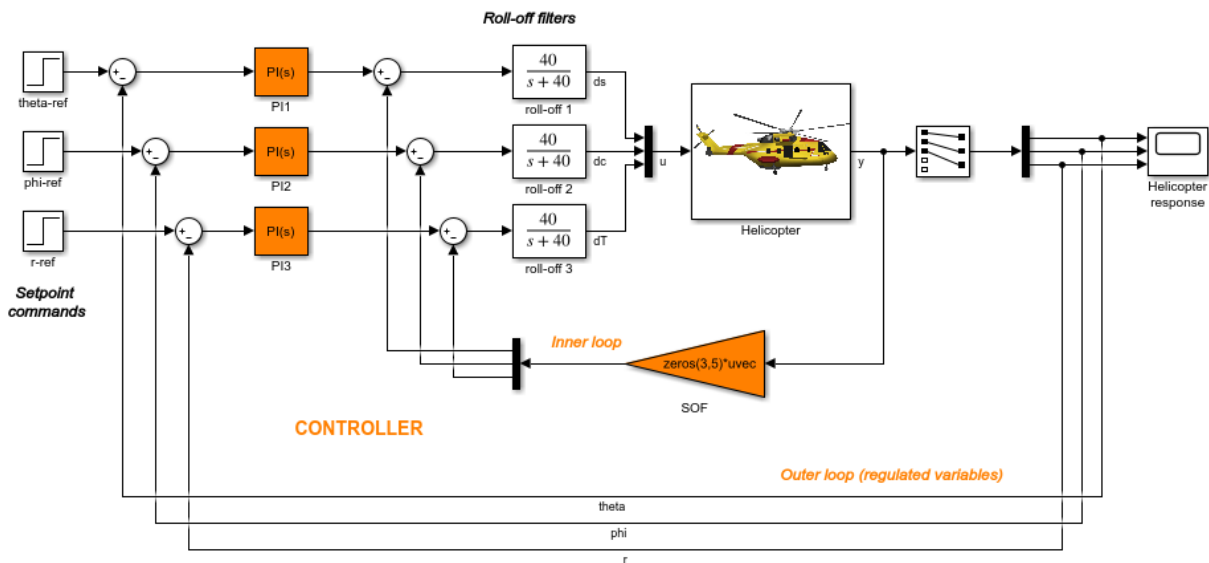 Roll-off filters
theta-ref
+
-
PI(s)
PI1
+
-
40
s + 40
roll-off 1
ds
phi-ref
+
-
PI(s)
PI2
+
-
40
s + 40
roll-off 2
dc
u
Helicopter
y
Helicopter
response
r-ref
+
-
PI(s)
PI3
+
-
40
s + 40
roll-off 3
dT
Setpoint
commands
Inner loop
zeros(3,5)*uvec
SOF
CONTROLLER
Outer loop (regulated variables)
theta
phi
r